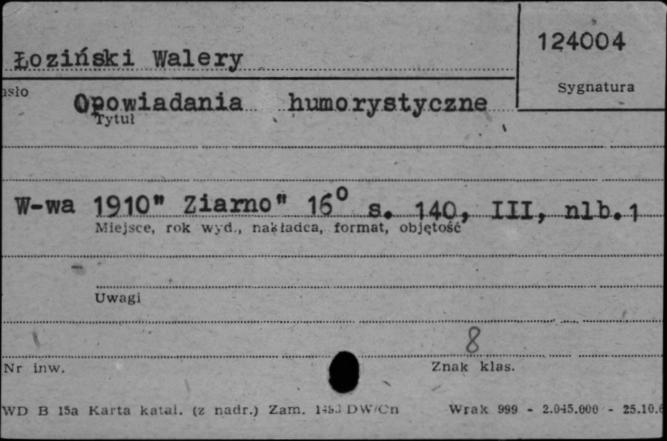 Łoziński Walery
124004
Sygnatura
asło
Opowiadania humorystyczne
Tytuł
W-wa 1910" Ziarno" 16° s. 140, III, nlb.1
Miejsce, rok wyd., nakładca, format, objętość
Uwagi
8
Nr inw.
Znak klas.
WD B 15a Karta katal. (z nadr.) Zam. DW/Cn Wrak 999 - 2.045.000 - 25.10.6